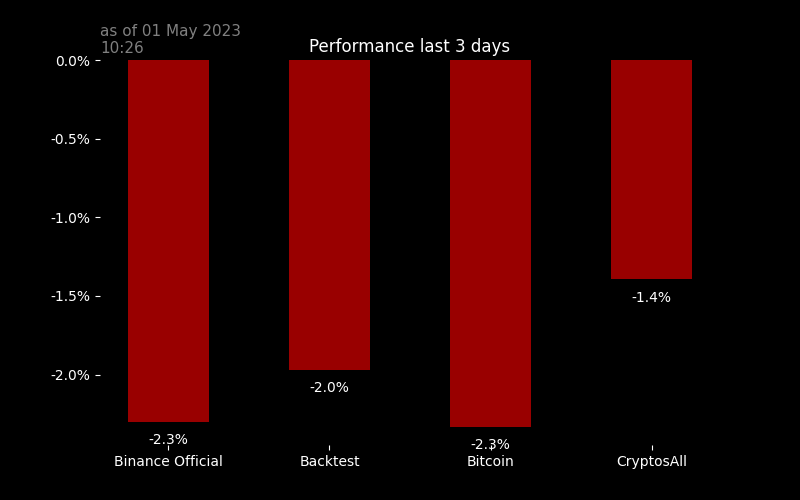 as of 01 May 2023
10:26
Performance last 3 days
0.0%
-0.5%
-1.0%
-1.5%
-2.0%
-2.3%
-2.0%
-2.3%
-1.4%
Binance Official
Backtest
Bitcoin
CryptosAll